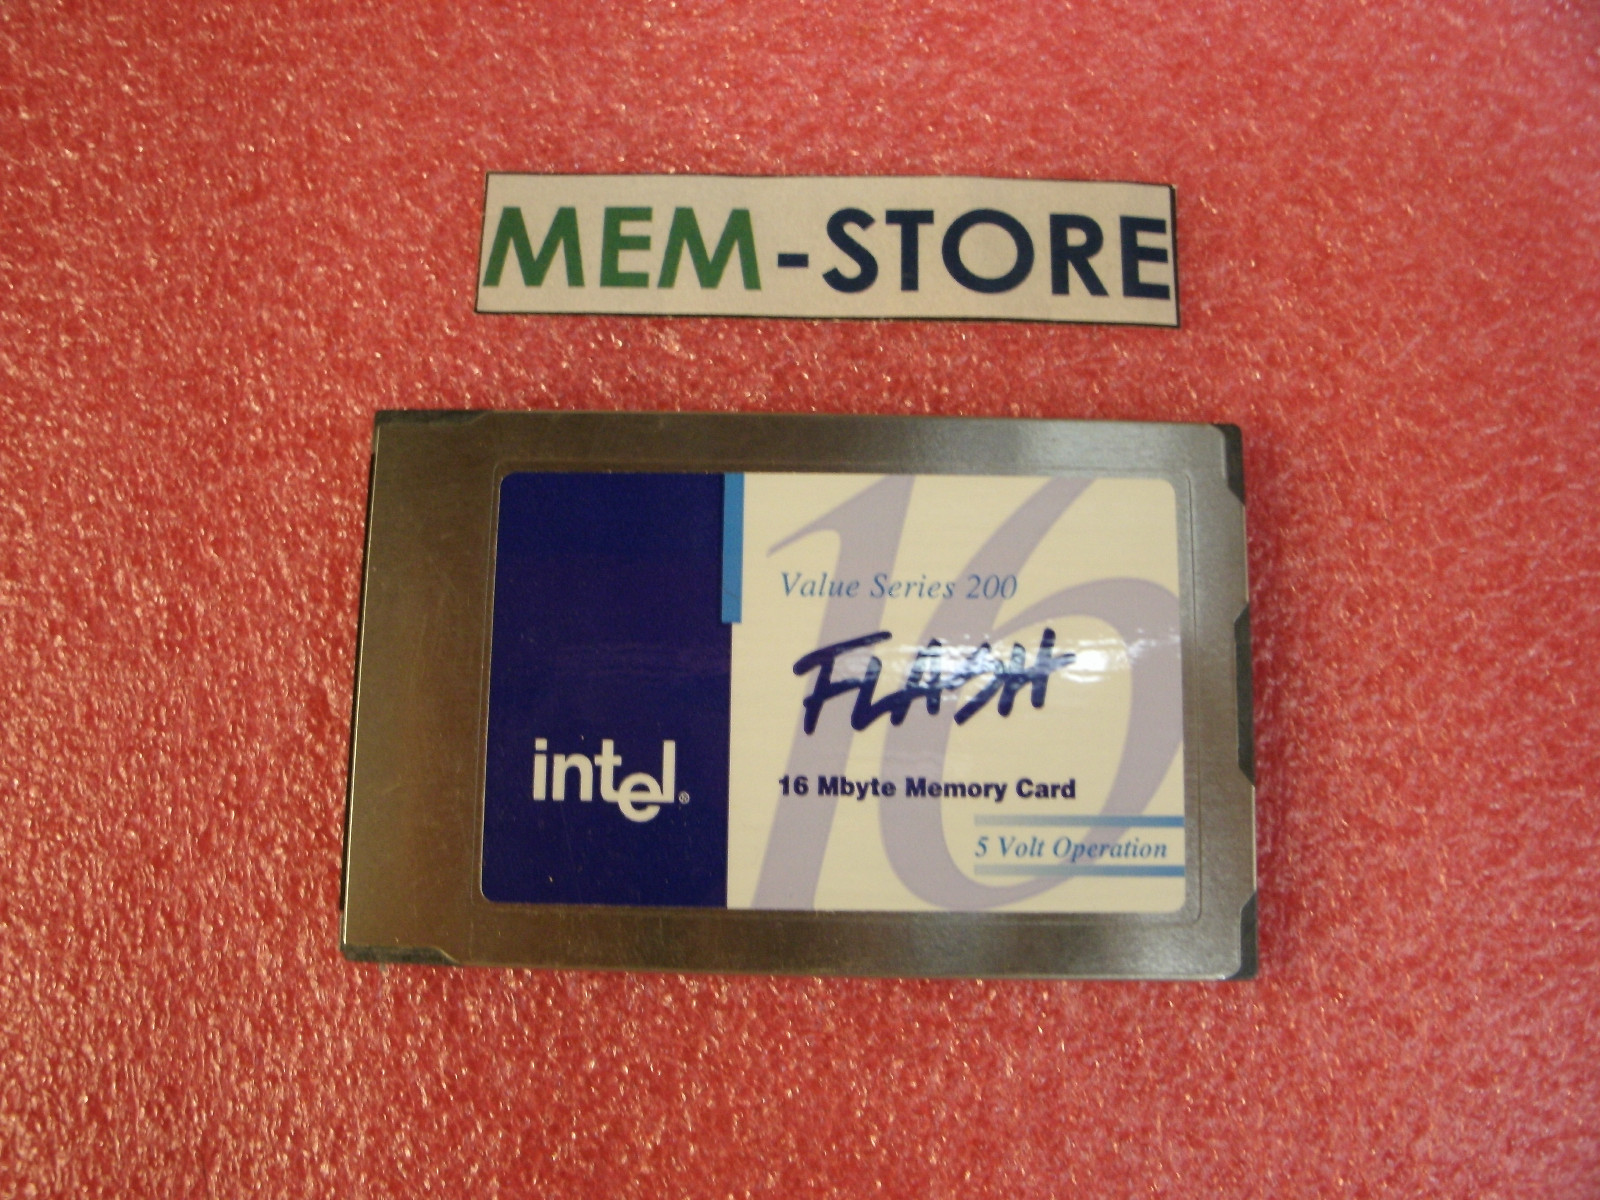 MEM-STORE
16
Value Series 200
FLASH
intel®
16 Mbyte Memory Card
5 Volt Operation